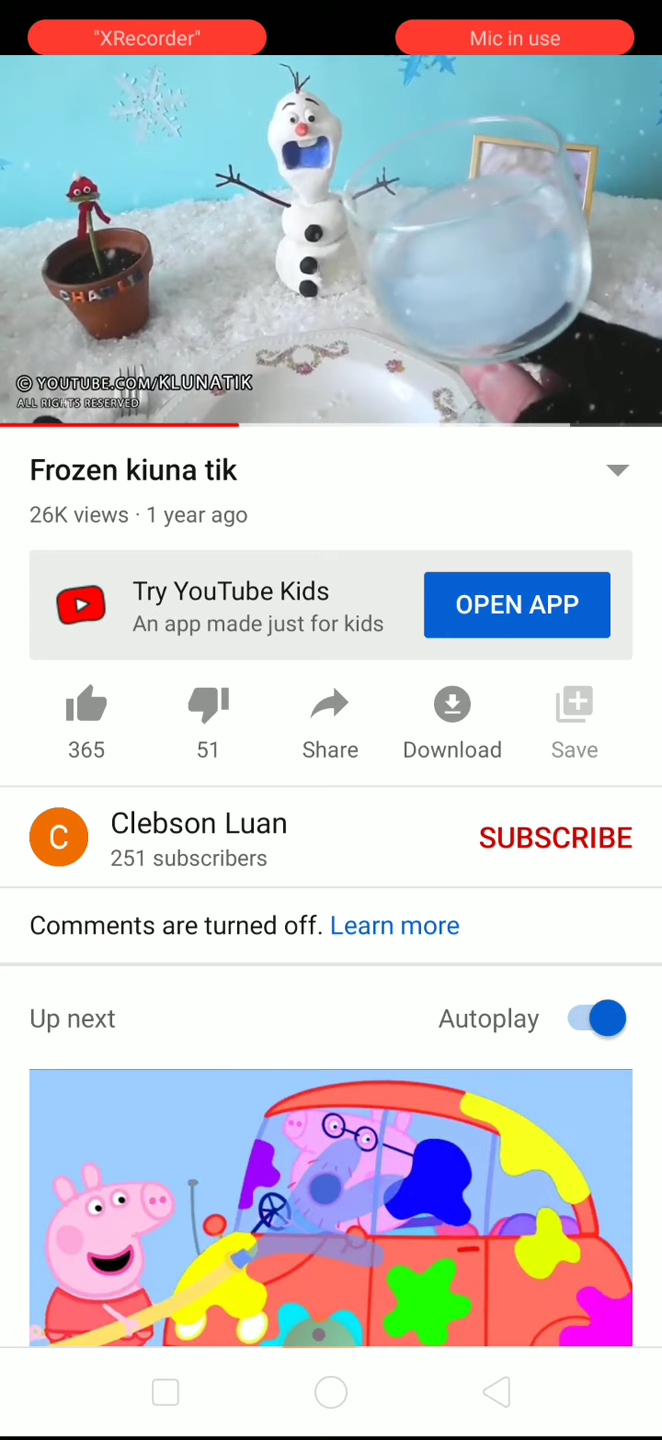 "XRecorder"
Mic in use
CHARLIE
© YOUTUBE.COM/KLUNATIK
ALL RIGHTS RESERVED
Frozen kiuna tik
26K views · 1 year ago
Try YouTube Kids
An app made just for kids
OPEN APP
365
51
Share
Download
Save
C
Clebson Luan
251 subscribers
SUBSCRIBE
Comments are turned off. Learn more
Up next
Autoplay